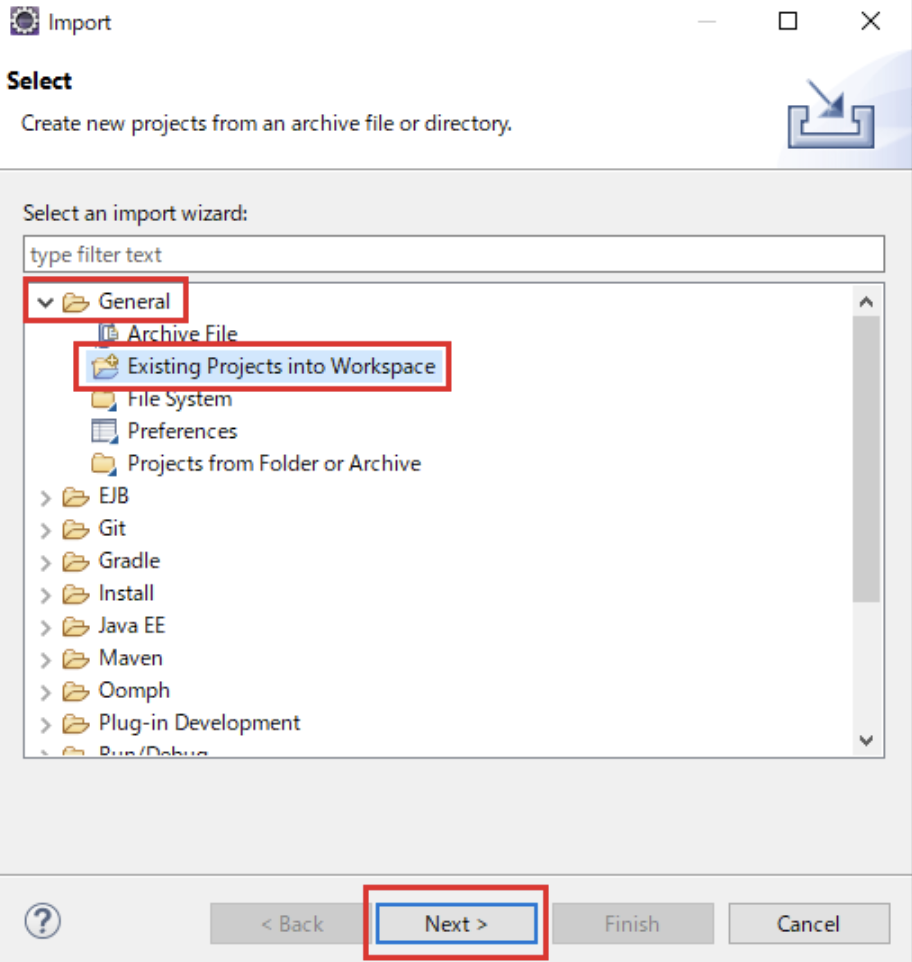 Import
Select
Create new projects from an archive file or directory.
Select an import wizard:
type filter text
General
Archive File
Existing Projects into Workspace
File System
Preferences
Projects from Folder or Archive
EJB
Git
Gradle
Install
Java EE
Maven
Oomph
Plug-in Development
Run/Debug
? < Back Next > Finish Cancel